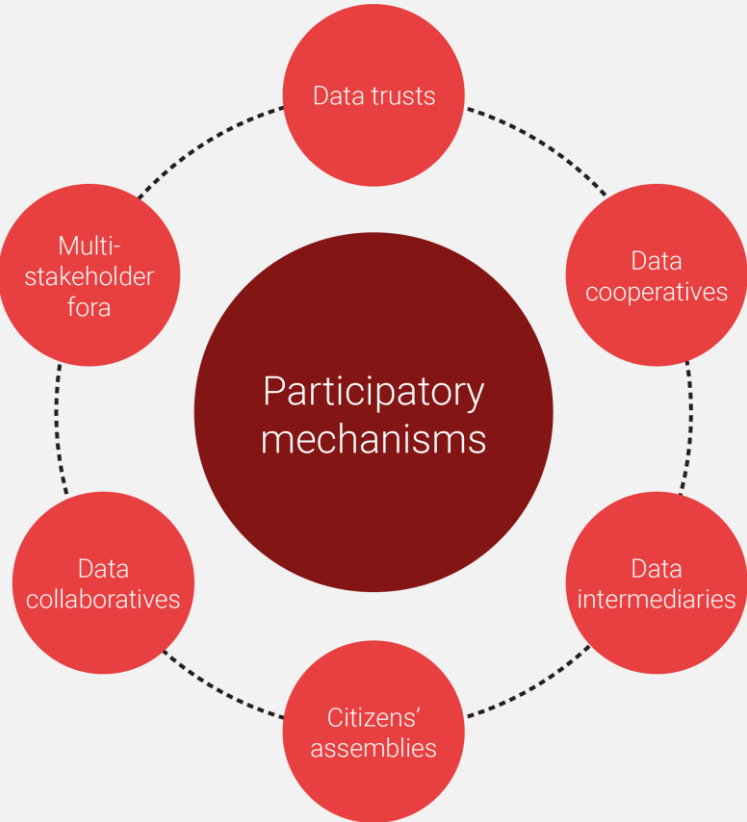 Data trusts
Multi-
stakeholder
fora
Data
cooperatives
Participatory
mechanisms
Data
collaboratives
Data
intermediaries
Citizens’
assemblies